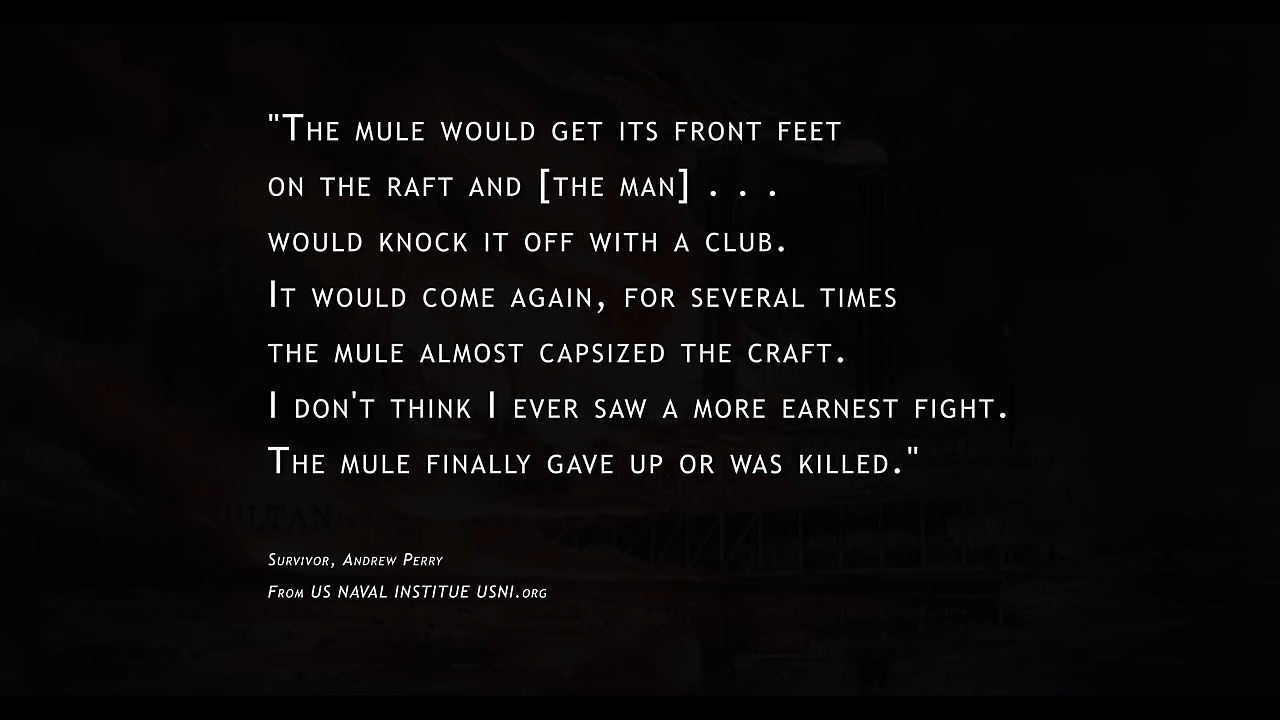 "The mule would get its front feet
on the raft and [the man] . . .
would knock it off with a club.
It would come again, for several times
the mule almost capsized the craft.
I don't think I ever saw a more earnest fight.
The mule finally gave up or was killed."
SULTANA
Survivor, Andrew Perry
From US NAVAL INSTITUE USNI.org